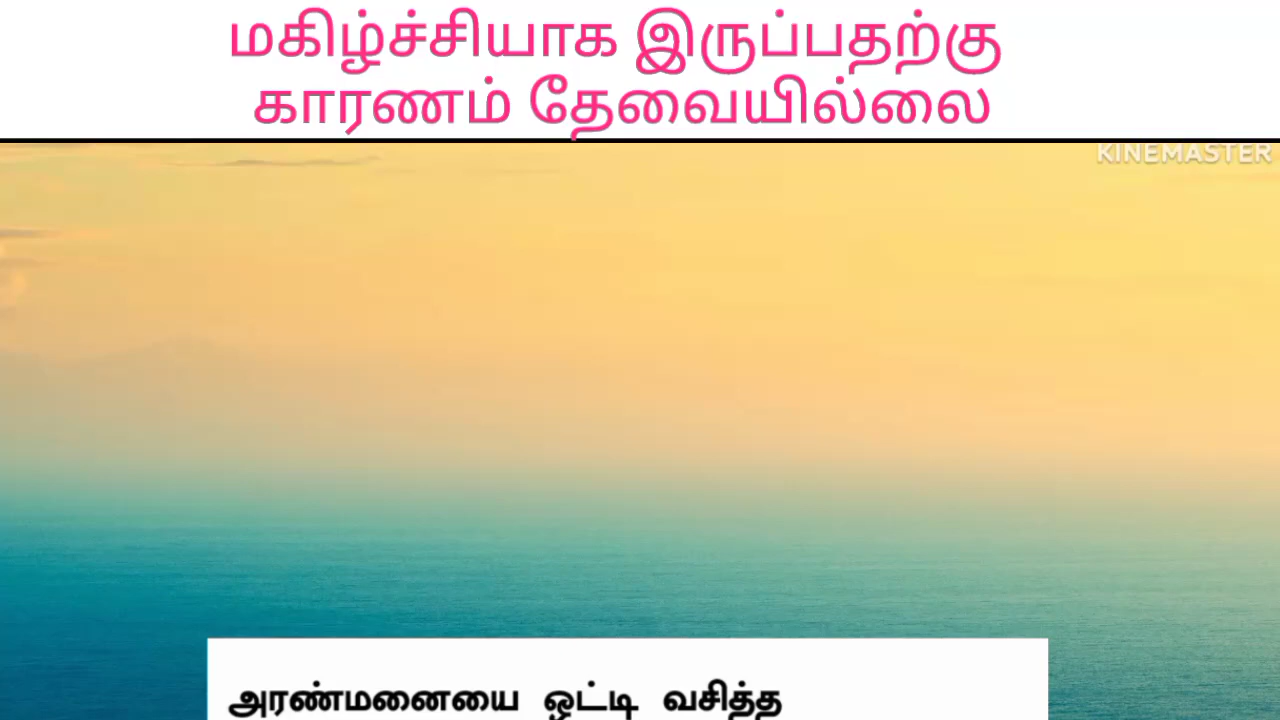 மகிழ்ச்சியாக இருப்பதற்கு
காரணம் தேவையில்லை
KINEMASTER
அரண்மனையை ஒட்டி வசித்த